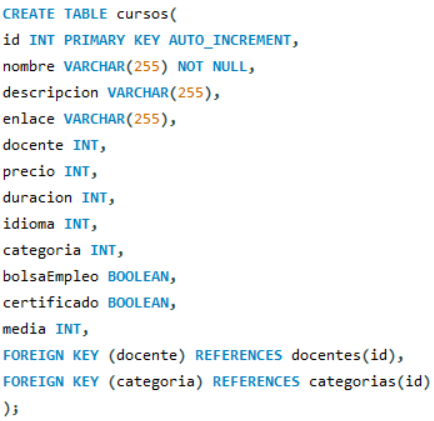 CREATE TABLE cursos(
id INT PRIMARY KEY AUTO_INCREMENT,
nombre VARCHAR(255) NOT NULL,
descripcion VARCHAR(255),
enlace VARCHAR(255),
docente INT,
precio INT,
duracion INT,
idioma INT,
categoria INT,
bolsaEmpleo BOOLEAN,
certificado BOOLEAN,
media INT,
FOREIGN KEY (docente) REFERENCES docentes(id),
FOREIGN KEY (categoria) REFERENCES categorias(id)
);